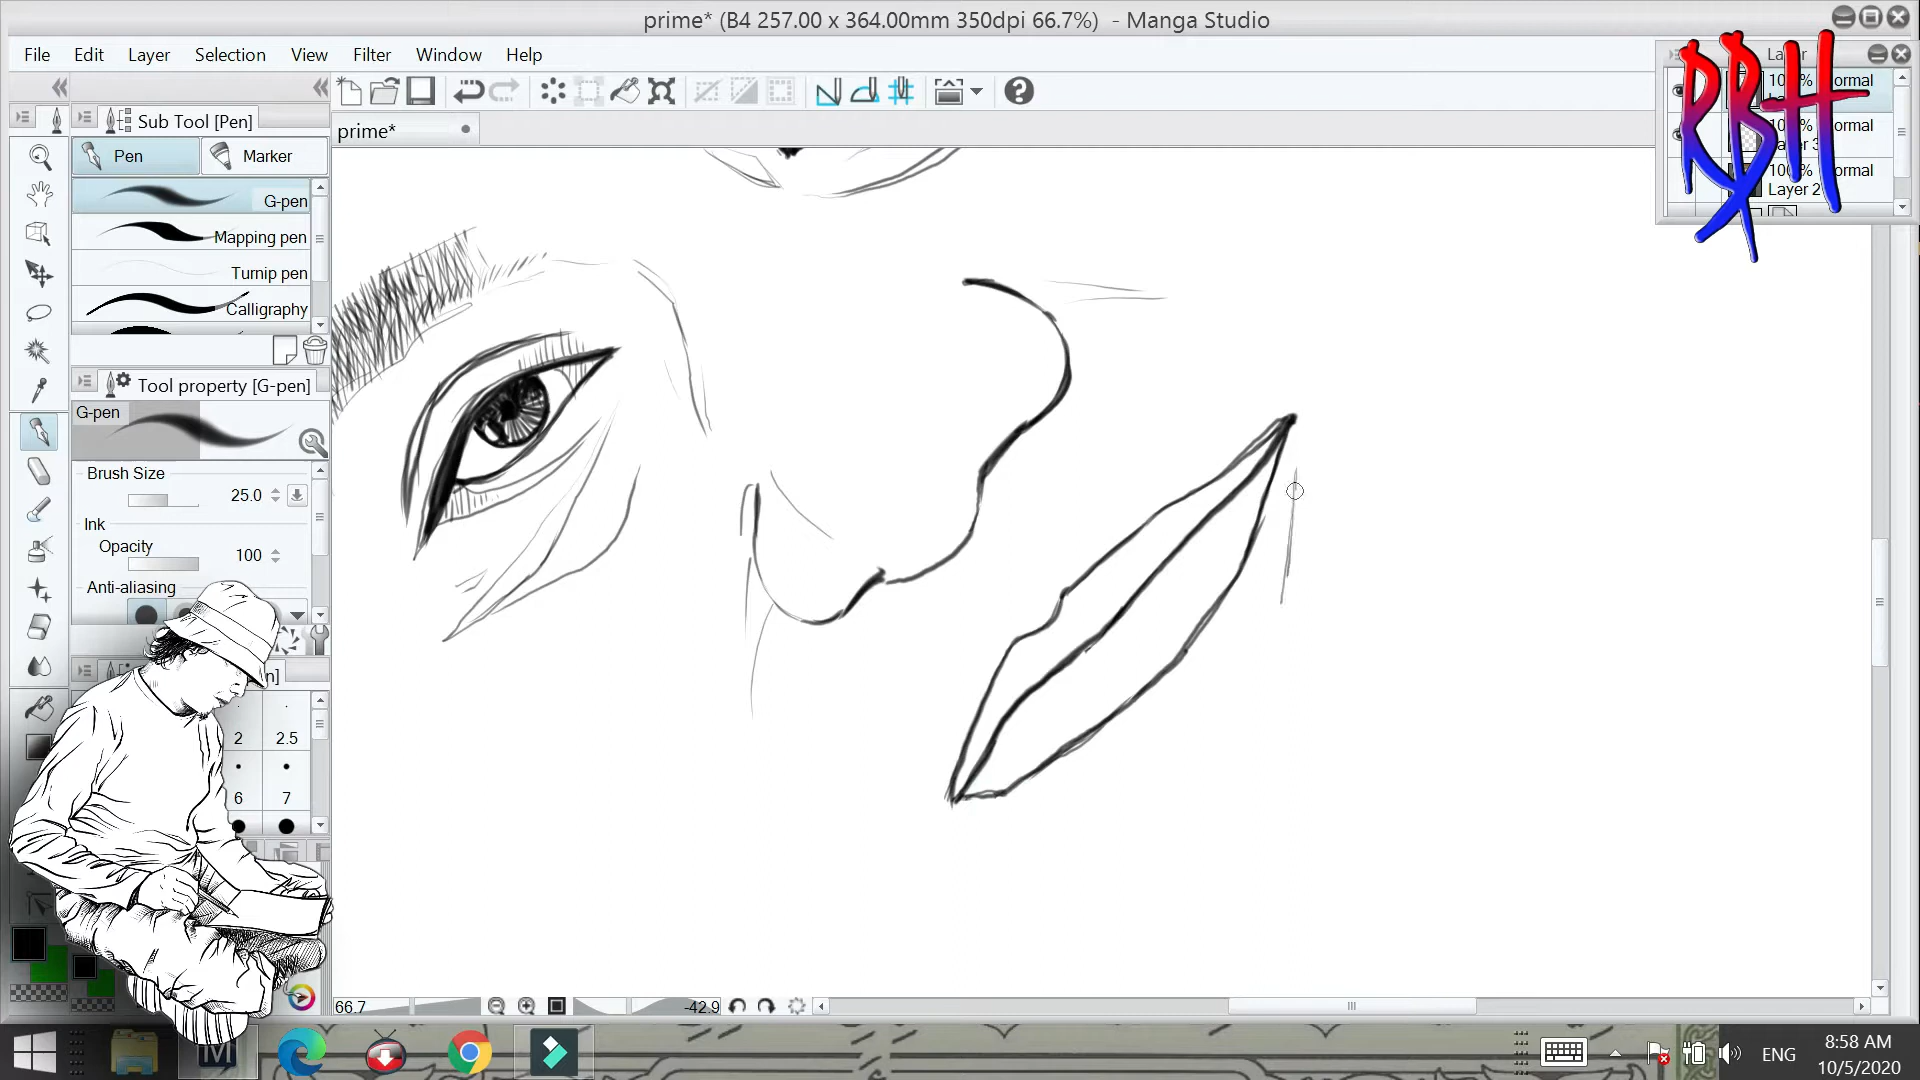 prime* (B4 257.00 x 364.00mm 350dpi 66.7%) - Manga Studio
File Edit Layer Selection View Filter Window Help
RBH
Normal
Sub Tool [Pen]
prime*
Normal
Pen Marker
Normal
Layer 2
G-pen
Mapping pen
Turnip pen
Calligraphy
Tool property [G-pen]
G-pen
Brush Size
25.0
Ink
Opacity 100
Anti-aliasing
2 2.5
6 7
66.7 -42.9
8:58 AM
ENG
10/5/2020